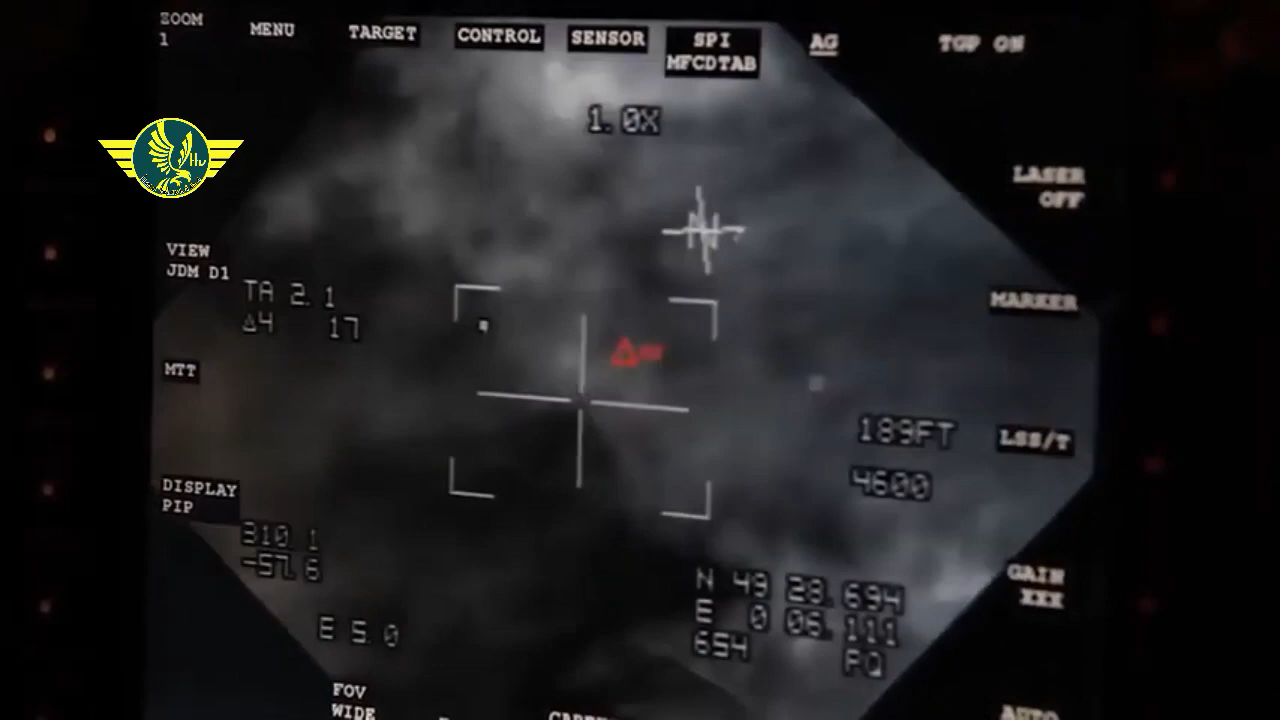 ZOOM
1
MENU
TARGET
CONTROL
SENSOR
SPI
MFCDTAB
AG
TGP ON
1.0X
LASER
OFF
Hv
N
VIEW
JDM D1
TA 2.1
Δ4 17
MARKER
MTT
189FT
4600
LSS/T
DISPLAY
PIP
310.1
-57.6
GAIN
XXX
N 49 28.694
E 0 06.111
654
PQ
E 5.0
FOV
WIDE
AUTO